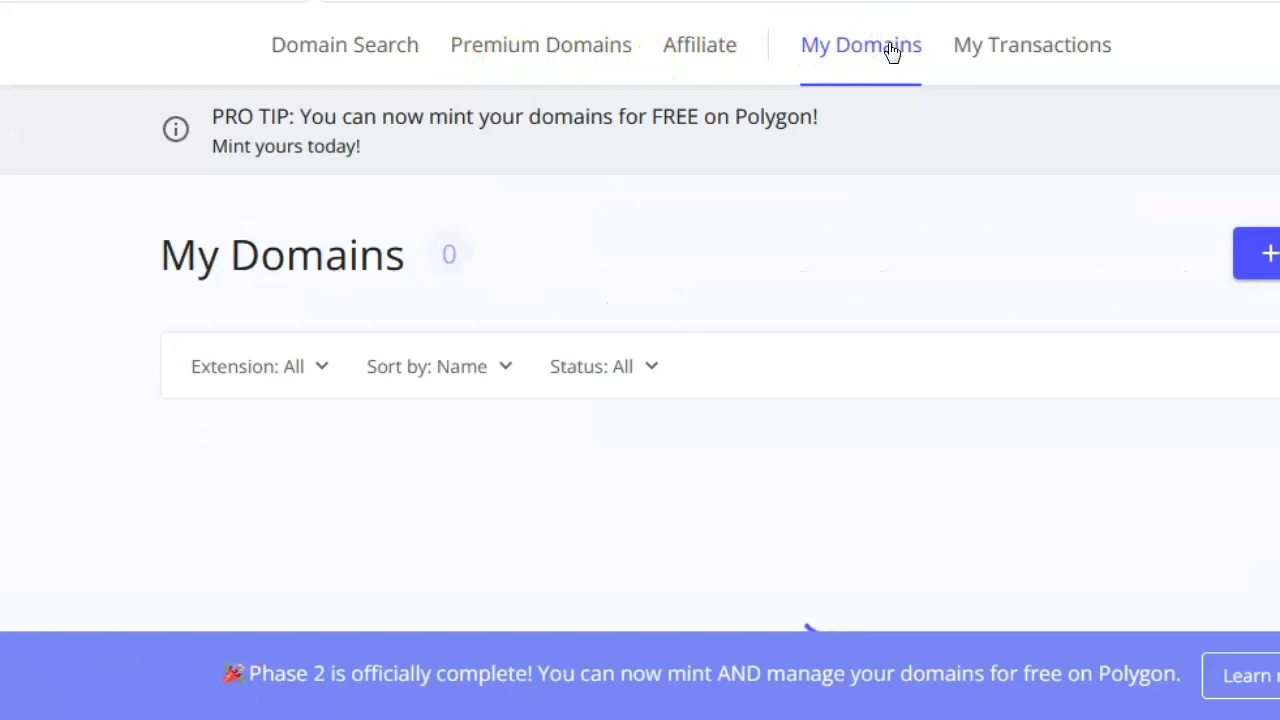 Domain Search Premium Domains Affiliate My Domains My Transactions
PRO TIP: You can now mint your domains for FREE on Polygon!
Mint yours today!
My Domains 0
+
Extension: All Sort by: Name Status: All
🎉 Phase 2 is officially complete! You can now mint AND manage your domains for free on Polygon. Learn